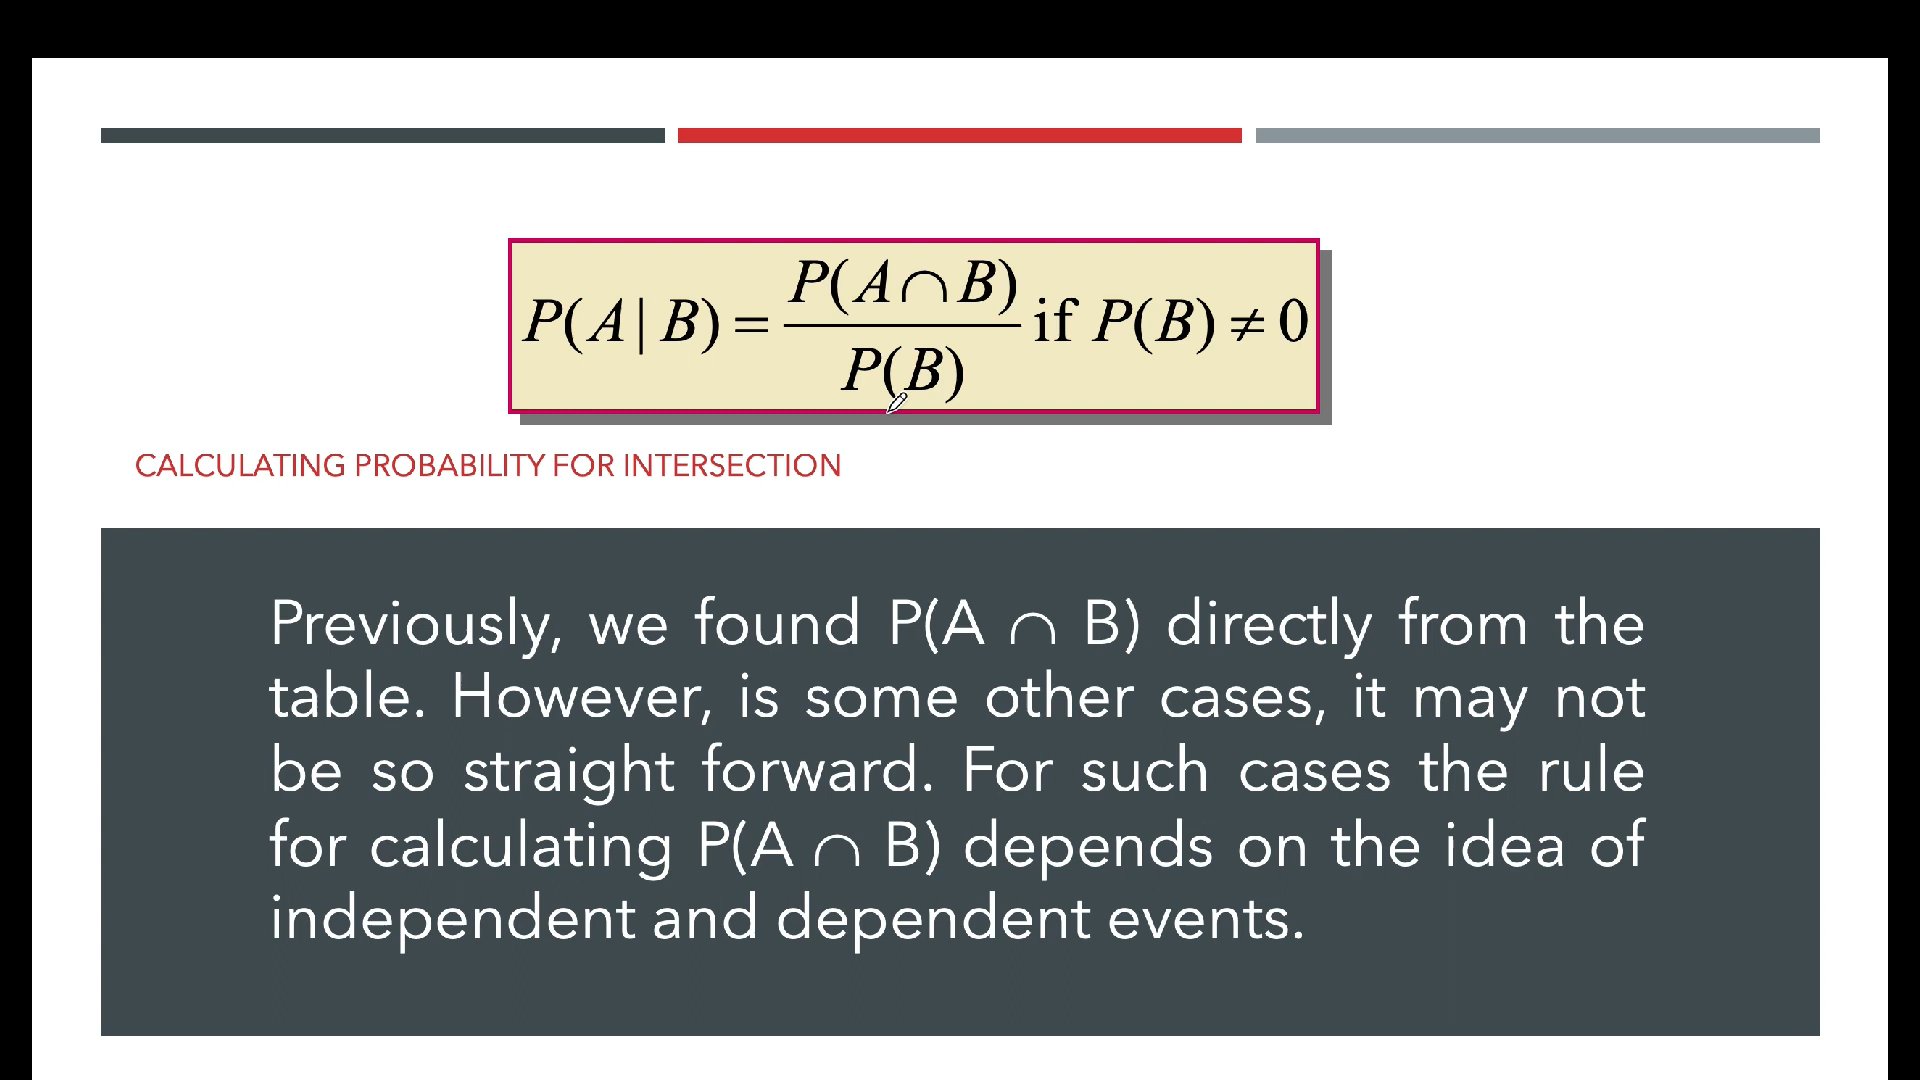 P(A | B) = P(A ∩ B) / P(B) if P(B) ≠ 0
CALCULATING PROBABILITY FOR INTERSECTION
Previously, we found P(A ∩ B) directly from the
table. However, is some other cases, it may not
be so straight forward. For such cases the rule
for calculating P(A ∩ B) depends on the idea of
independent and dependent events.